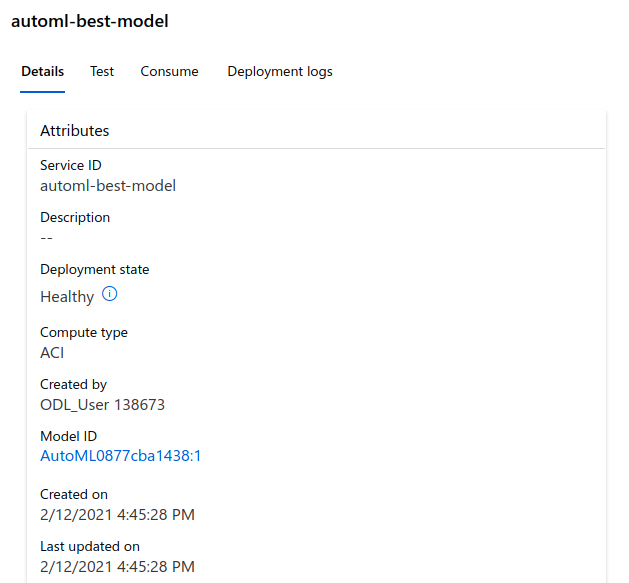 automl-best-model
Details Test Consume Deployment logs
Attributes
Service ID
automl-best-model
Description
--
Deployment state
Healthy
Compute type
ACI
Created by
ODL_User 138673
Model ID
AutoML0877cba1438:1
Created on
2/12/2021 4:45:28 PM
Last updated on
2/12/2021 4:45:28 PM